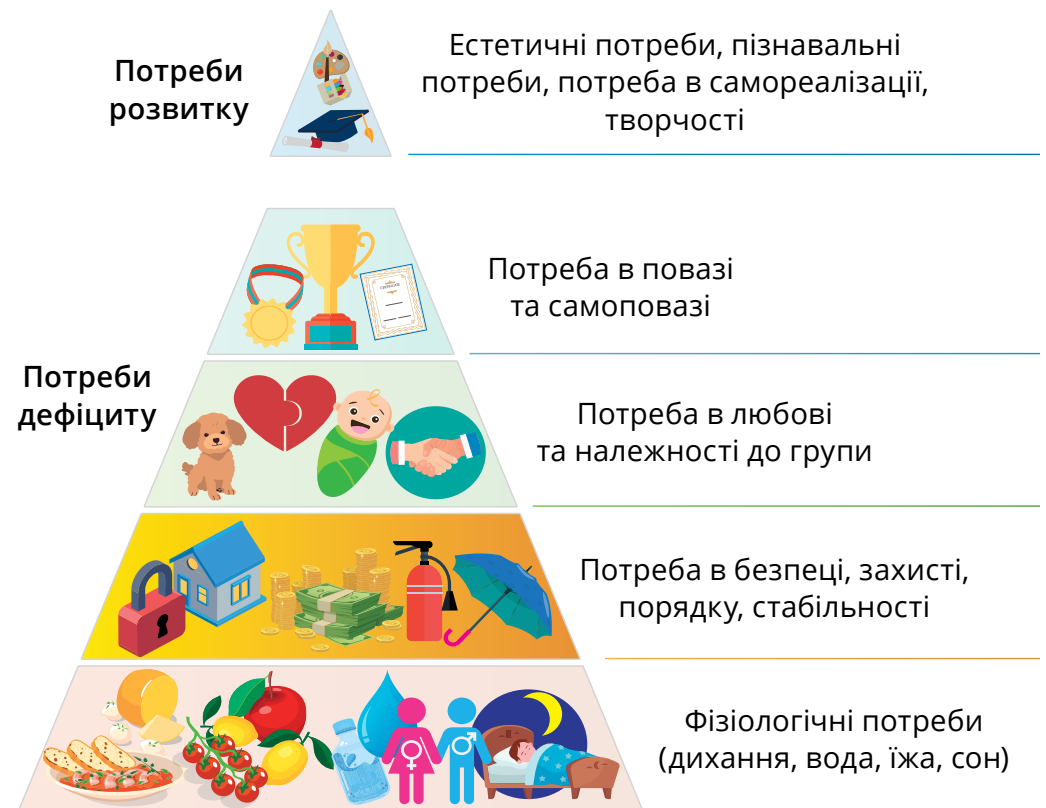 Потреби
розвитку
Естетичні потреби, пізнавальні
потреби, потреба в самореалізації,
творчості
Потреба в повазі
та самоповазі
Потреби
дефіциту
Потреба в любові
та належності до групи
Потреба в безпеці, захисті,
порядку, стабільності
Фізіологічні потреби
(дихання, вода, їжа, сон)